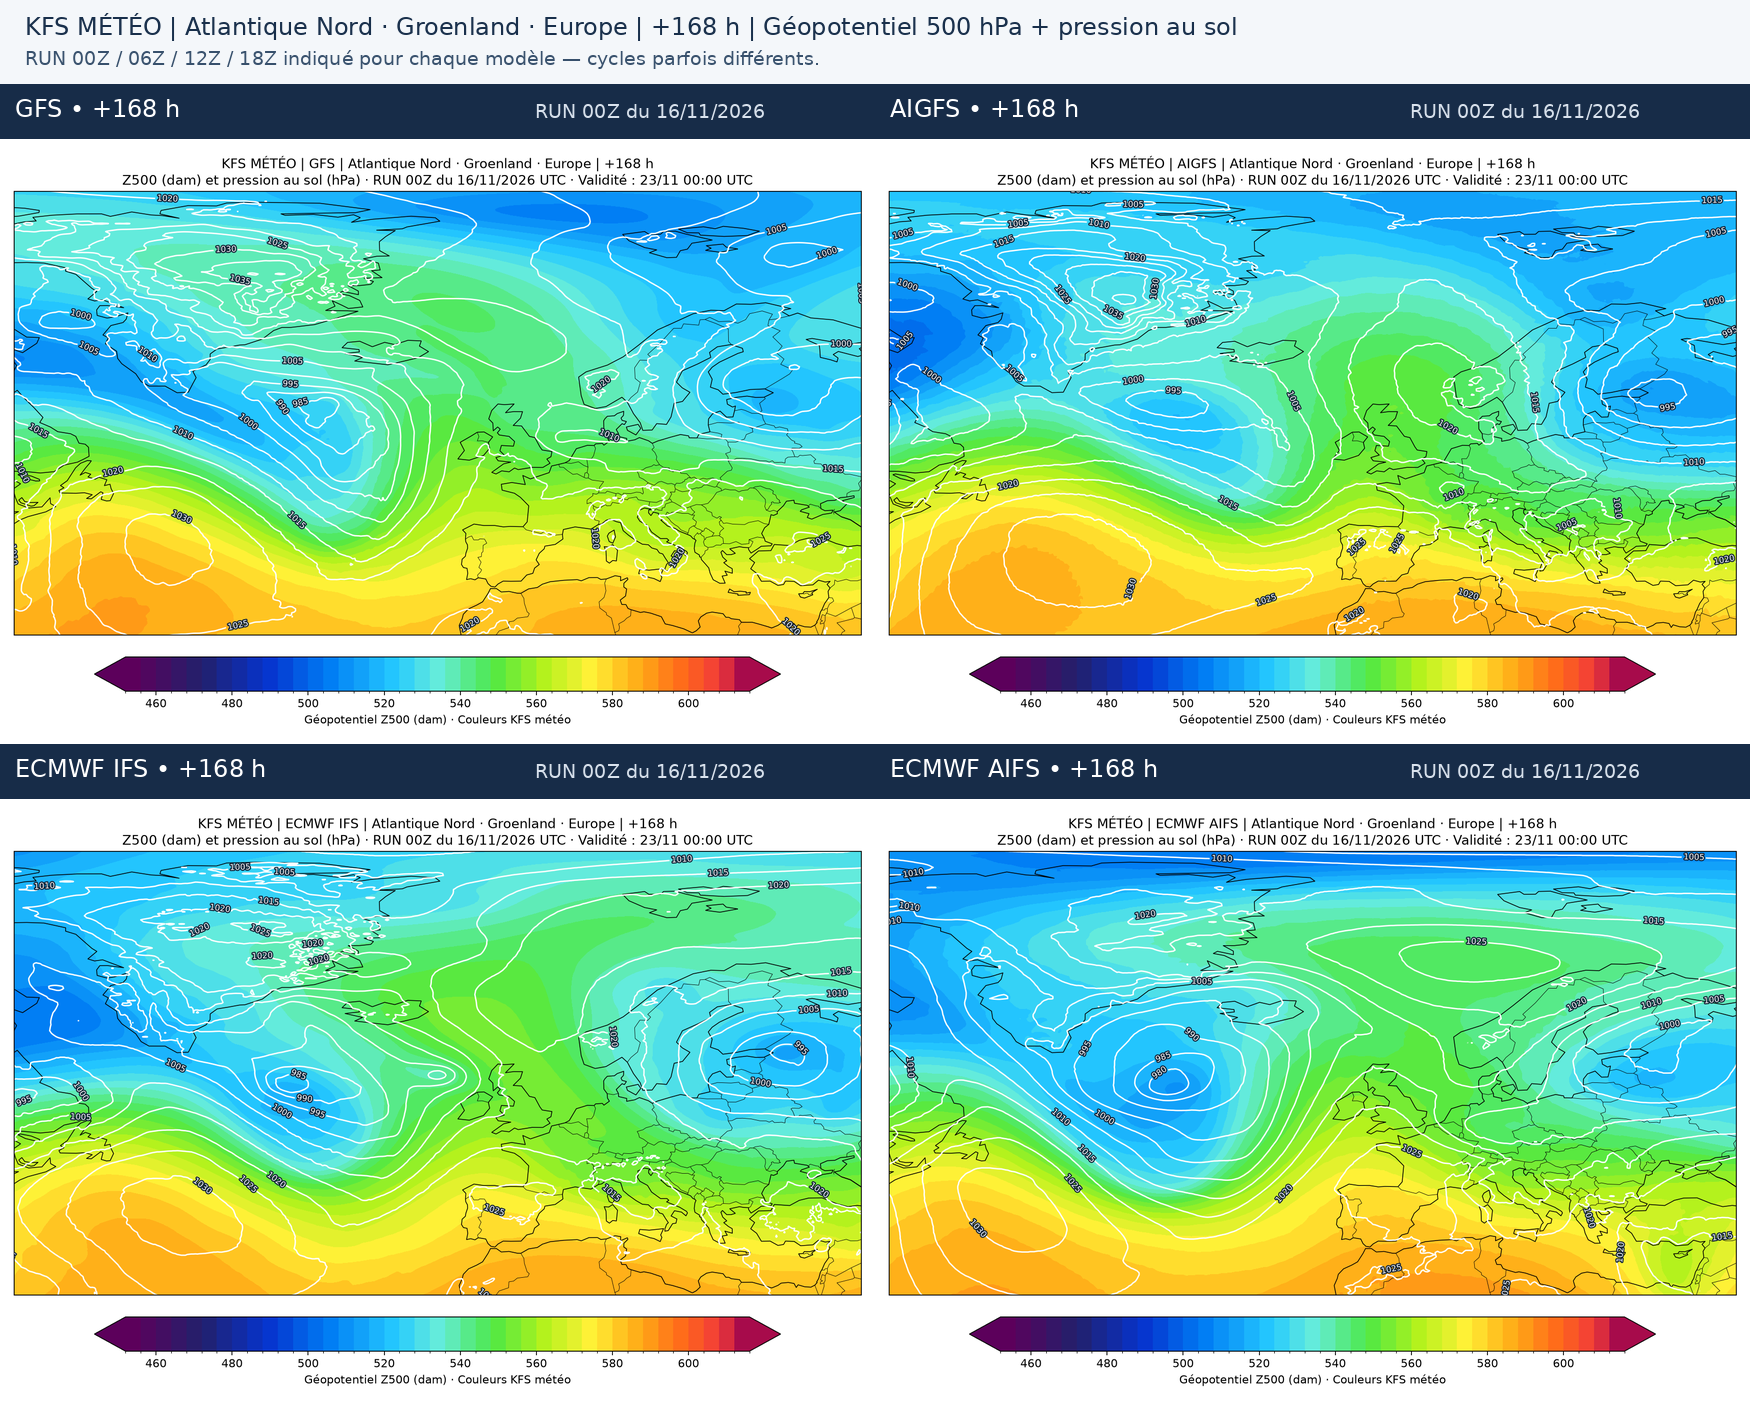 KFS MÉTÉO | Atlantique Nord · Groenland · Europe | +168 h | Géopotentiel 500 hPa + pression au sol
RUN 00Z / 06Z / 12Z / 18Z indiqué pour chaque modèle — cycles parfois différents.
GFS • +168 h
RUN 00Z du 16/11/2026
KFS MÉTÉO | GFS | Atlantique Nord · Groenland · Europe | +168 h
Z500 (dam) et pression au sol (hPa) · RUN 00Z du 16/11/2026 UTC · Validité : 23/11 00:00 UTC
460 480 500 520 540 560 580 600
Géopotentiel Z500 (dam) · Couleurs KFS météo
AIGFS • +168 h
RUN 00Z du 16/11/2026
KFS MÉTÉO | AIGFS | Atlantique Nord · Groenland · Europe | +168 h
Z500 (dam) et pression au sol (hPa) · RUN 00Z du 16/11/2026 UTC · Validité : 23/11 00:00 UTC
460 480 500 520 540 560 580 600
Géopotentiel Z500 (dam) · Couleurs KFS météo
ECMWF IFS • +168 h
RUN 00Z du 16/11/2026
KFS MÉTÉO | ECMWF IFS | Atlantique Nord · Groenland · Europe | +168 h
Z500 (dam) et pression au sol (hPa) · RUN 00Z du 16/11/2026 UTC · Validité : 23/11 00:00 UTC
460 480 500 520 540 560 580 600
Géopotentiel Z500 (dam) · Couleurs KFS météo
ECMWF AIFS • +168 h
RUN 00Z du 16/11/2026
KFS MÉTÉO | ECMWF AIFS | Atlantique Nord · Groenland · Europe | +168 h
Z500 (dam) et pression au sol (hPa) · RUN 00Z du 16/11/2026 UTC · Validité : 23/11 00:00 UTC
460 480 500 520 540 560 580 600
Géopotentiel Z500 (dam) · Couleurs KFS météo